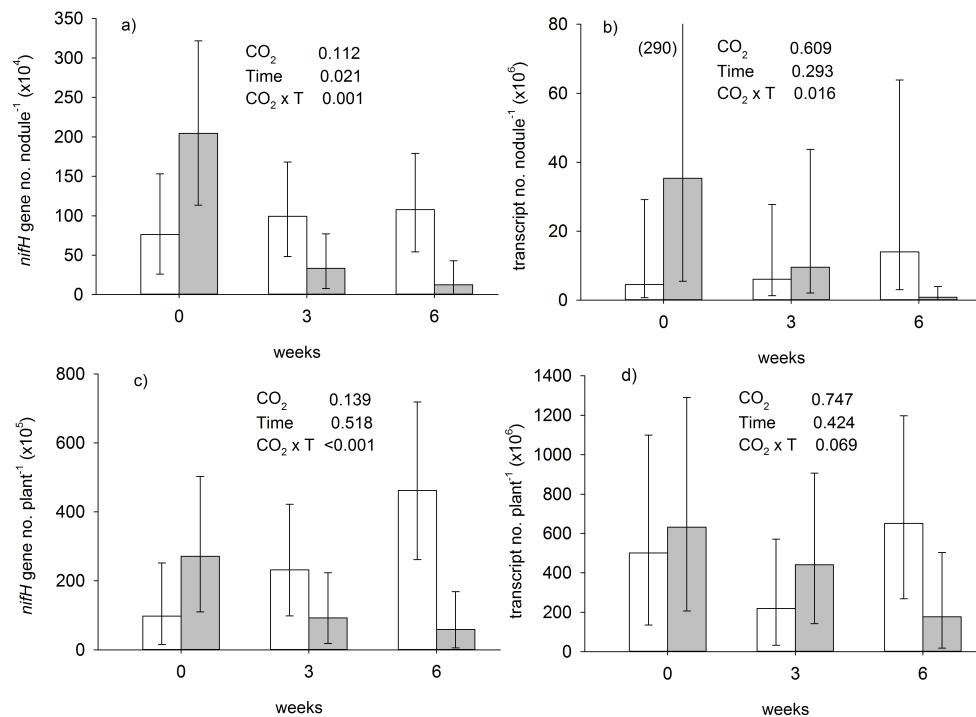 a)
CO2 0.112
Time 0.021
CO2 x T 0.001
nifH gene no. nodule-1 (x10^4)
350
300
250
200
150
100
50
0
0 3 6
weeks
b)
(290)
CO2 0.609
Time 0.293
CO2 x T 0.016
transcript no. nodule-1 (x10^6)
80
60
40
20
0
0 3 6
weeks
c)
CO2 0.139
Time 0.518
CO2 x T <0.001
nifH gene no. plant-1 (x10^5)
800
600
400
200
0
0 3 6
weeks
d)
CO2 0.747
Time 0.424
CO2 x T 0.069
transcript no. plant-1 (x10^6)
1400
1200
1000
800
600
400
200
0
0 3 6
weeks